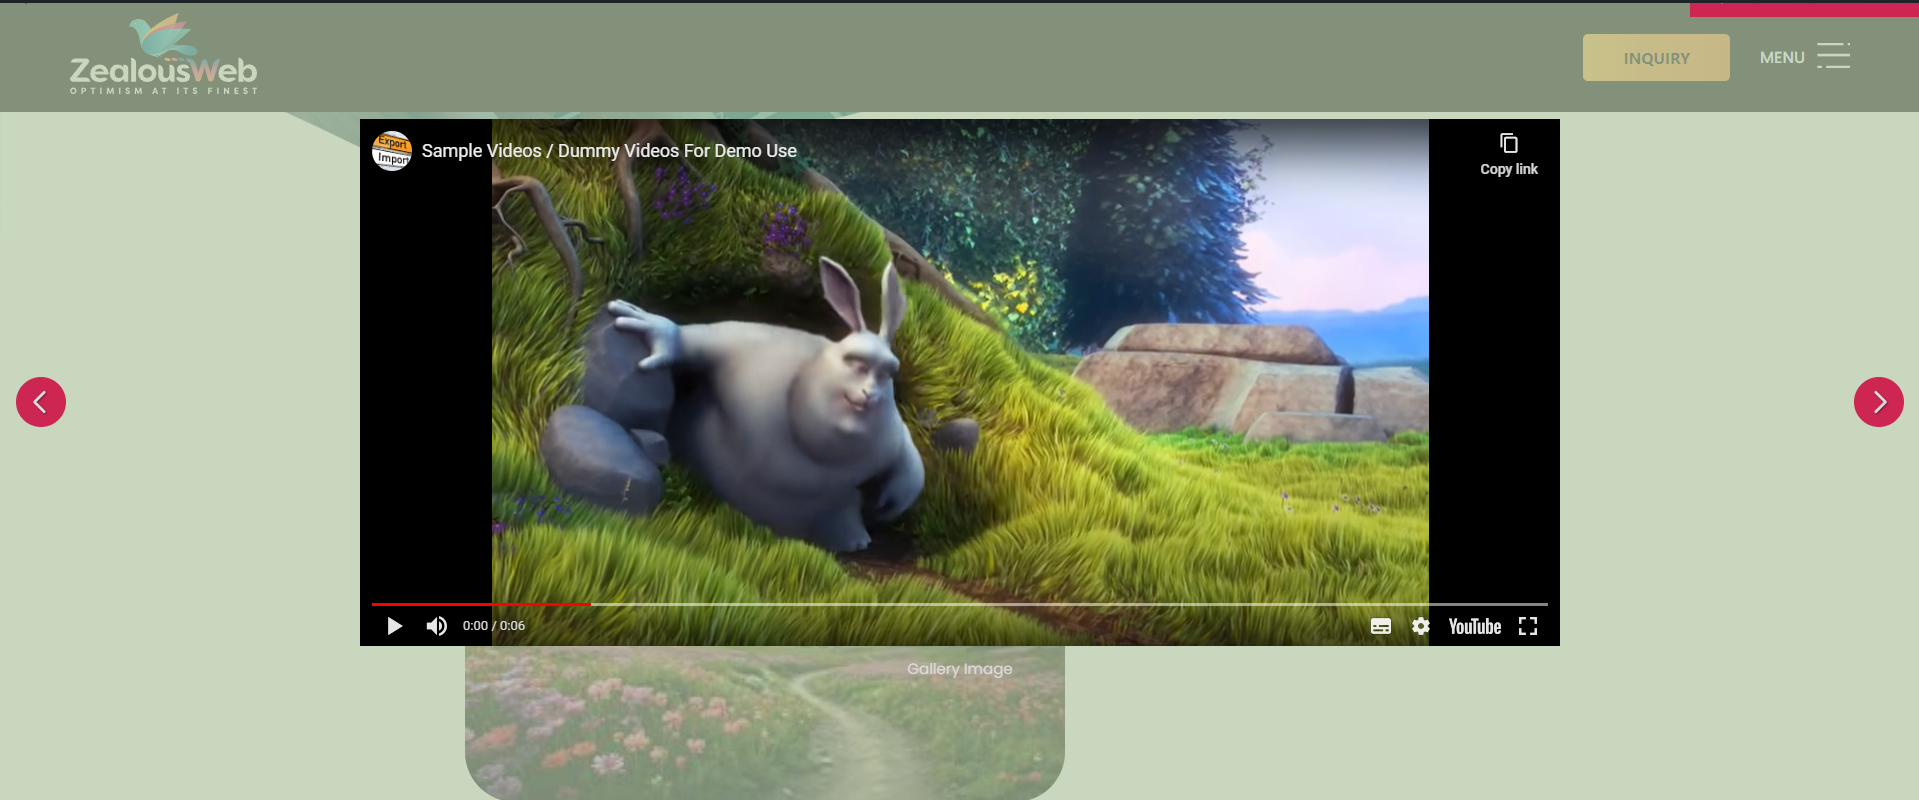 ZealousWeb
OPTIMISM AT ITS FINEST
INQUIRY
MENU
Export
Import
Sample Videos / Dummy Videos For Demo Use
Copy link
0:00 / 0:06
YouTube
Gallery Image